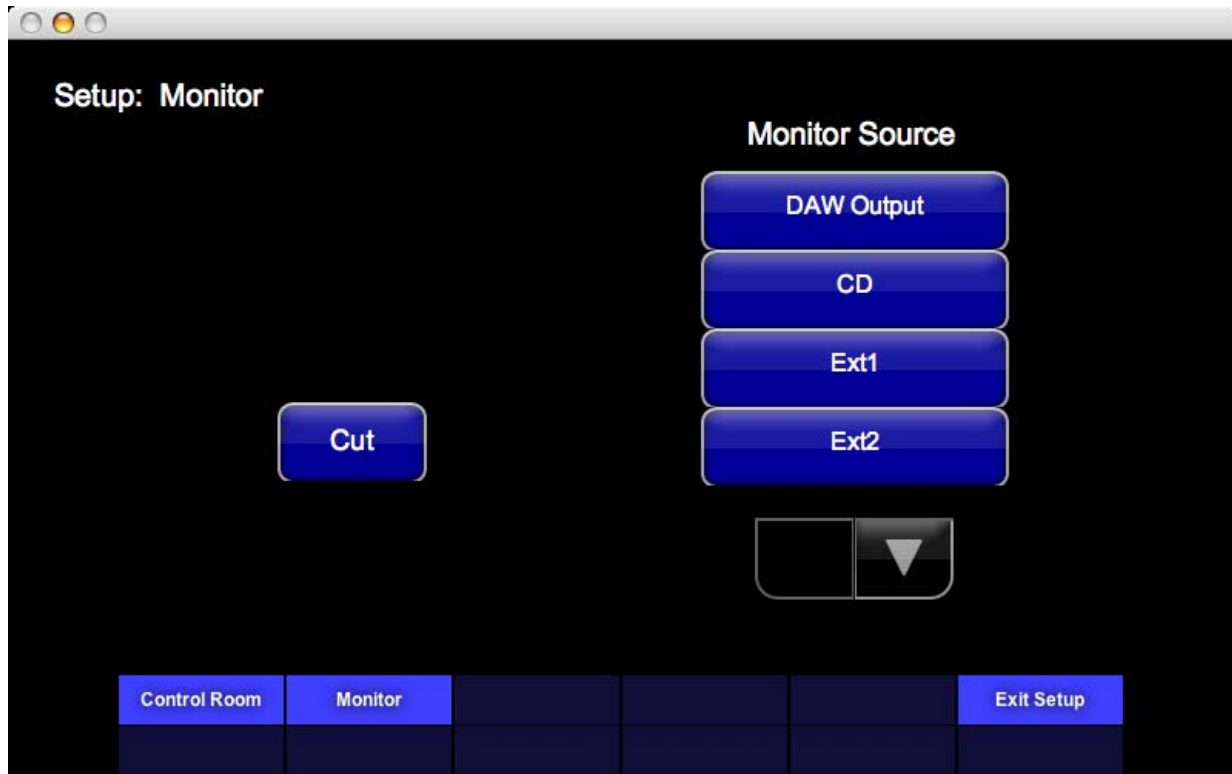 Setup: Monitor
Monitor Source
DAW Output
CD
Ext1
Ext2
Cut
Control Room
Monitor
Exit Setup